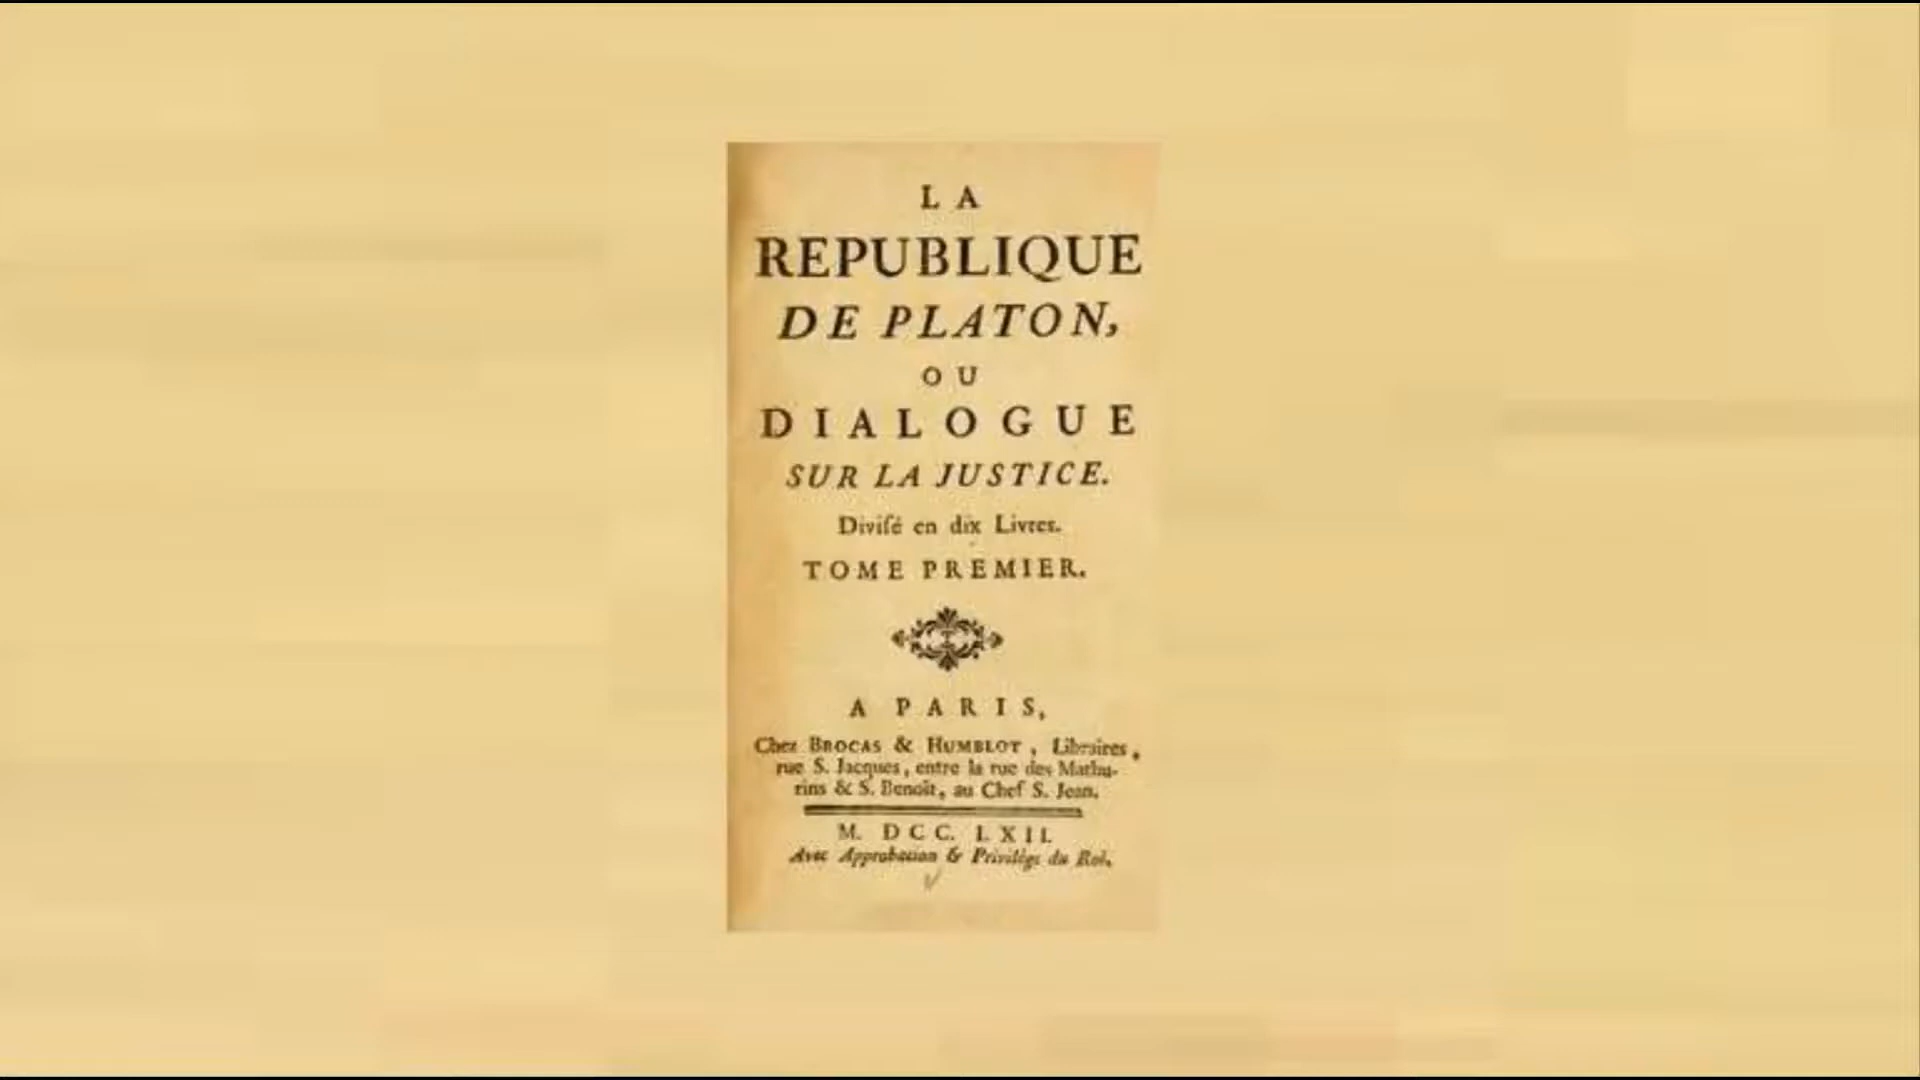 LA
REPUBLIQUE
DE PLATON,
OU
DIALOGUE
SUR LA JUSTICE.
Diviſé en dix Livres.
TOME PREMIER.
A PARIS,
Chez BROCAS & HUMBLOT, Libraires,
rue S. Jacques, entre la rue des Mathu-
rins & S. Benoît, au Chef S. Jean.
M. DCC. LXII.
Avec Approbation & Privilége du Roi.